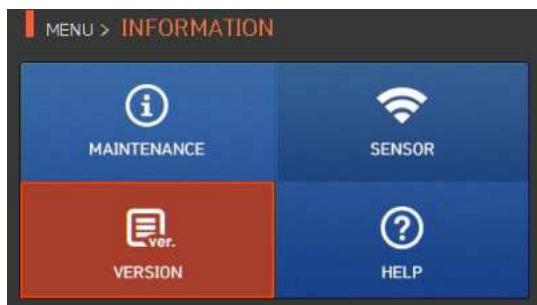 MENU > INFORMATION
MAINTENANCE
SENSOR
ver.
VERSION
HELP